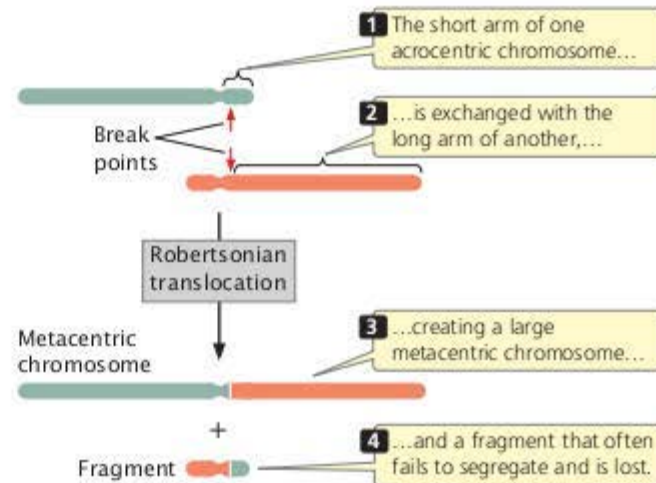 1 The short arm of one
acrocentric chromosome…
2 …is exchanged with the
long arm of another,…
Break
points
Robertsonian
translocation
Metacentric
chromosome
3 …creating a large
metacentric chromosome…
+
Fragment
4 …and a fragment that often
fails to segregate and is lost.